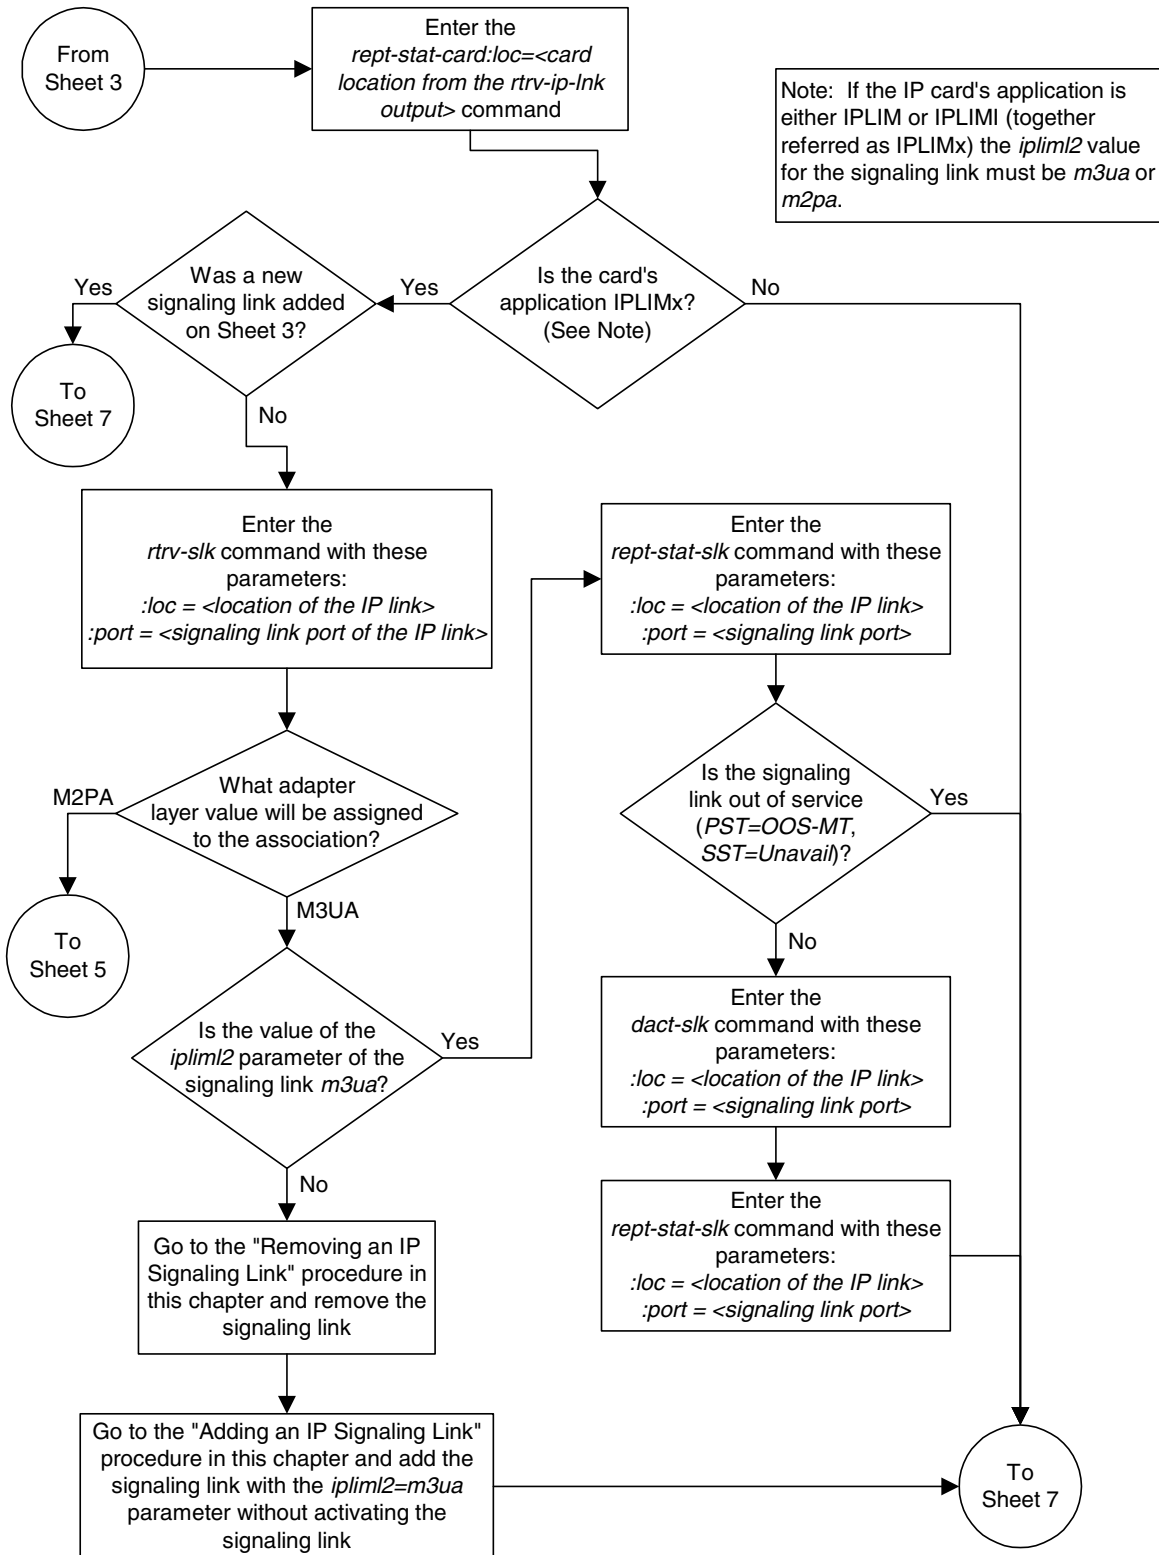 From
Sheet 3
Enter the
rept-stat-card:loc=<card
location from the rtrv-ip-lnk
output> command
Note:  If the IP card's application is
either IPLIM or IPLIMI (together
referred as IPLIMx) the ipliml2 value
for the signaling link must be m3ua or
m2pa.
Is the card's
application IPLIMx?
(See Note)
Yes
No
Was a new
signaling link added
on Sheet 3?
Yes
No
To
Sheet 7
Enter the
rtrv-slk command with these
parameters:
:loc = <location of the IP link>
:port = <signaling link port of the IP link>
What adapter
layer value will be assigned
to the association?
M2PA
M3UA
To
Sheet 5
Is the value of the
ipliml2 parameter of the
signaling link m3ua?
Yes
No
Go to the "Removing an IP
Signaling Link" procedure in
this chapter and remove the
signaling link
Go to the "Adding an IP Signaling Link"
procedure in this chapter and add the
signaling link with the ipliml2=m3ua
parameter without activating the
signaling link
Enter the
rept-stat-slk command with these
parameters:
:loc = <location of the IP link>
:port = <signaling link port>
Is the signaling
link out of service
(PST=OOS-MT,
SST=Unavail)?
Yes
No
Enter the
dact-slk command with these
parameters:
:loc = <location of the IP link>
:port = <signaling link port>
Enter the
rept-stat-slk command with these
parameters:
:loc = <location of the IP link>
:port = <signaling link port>
To
Sheet 7